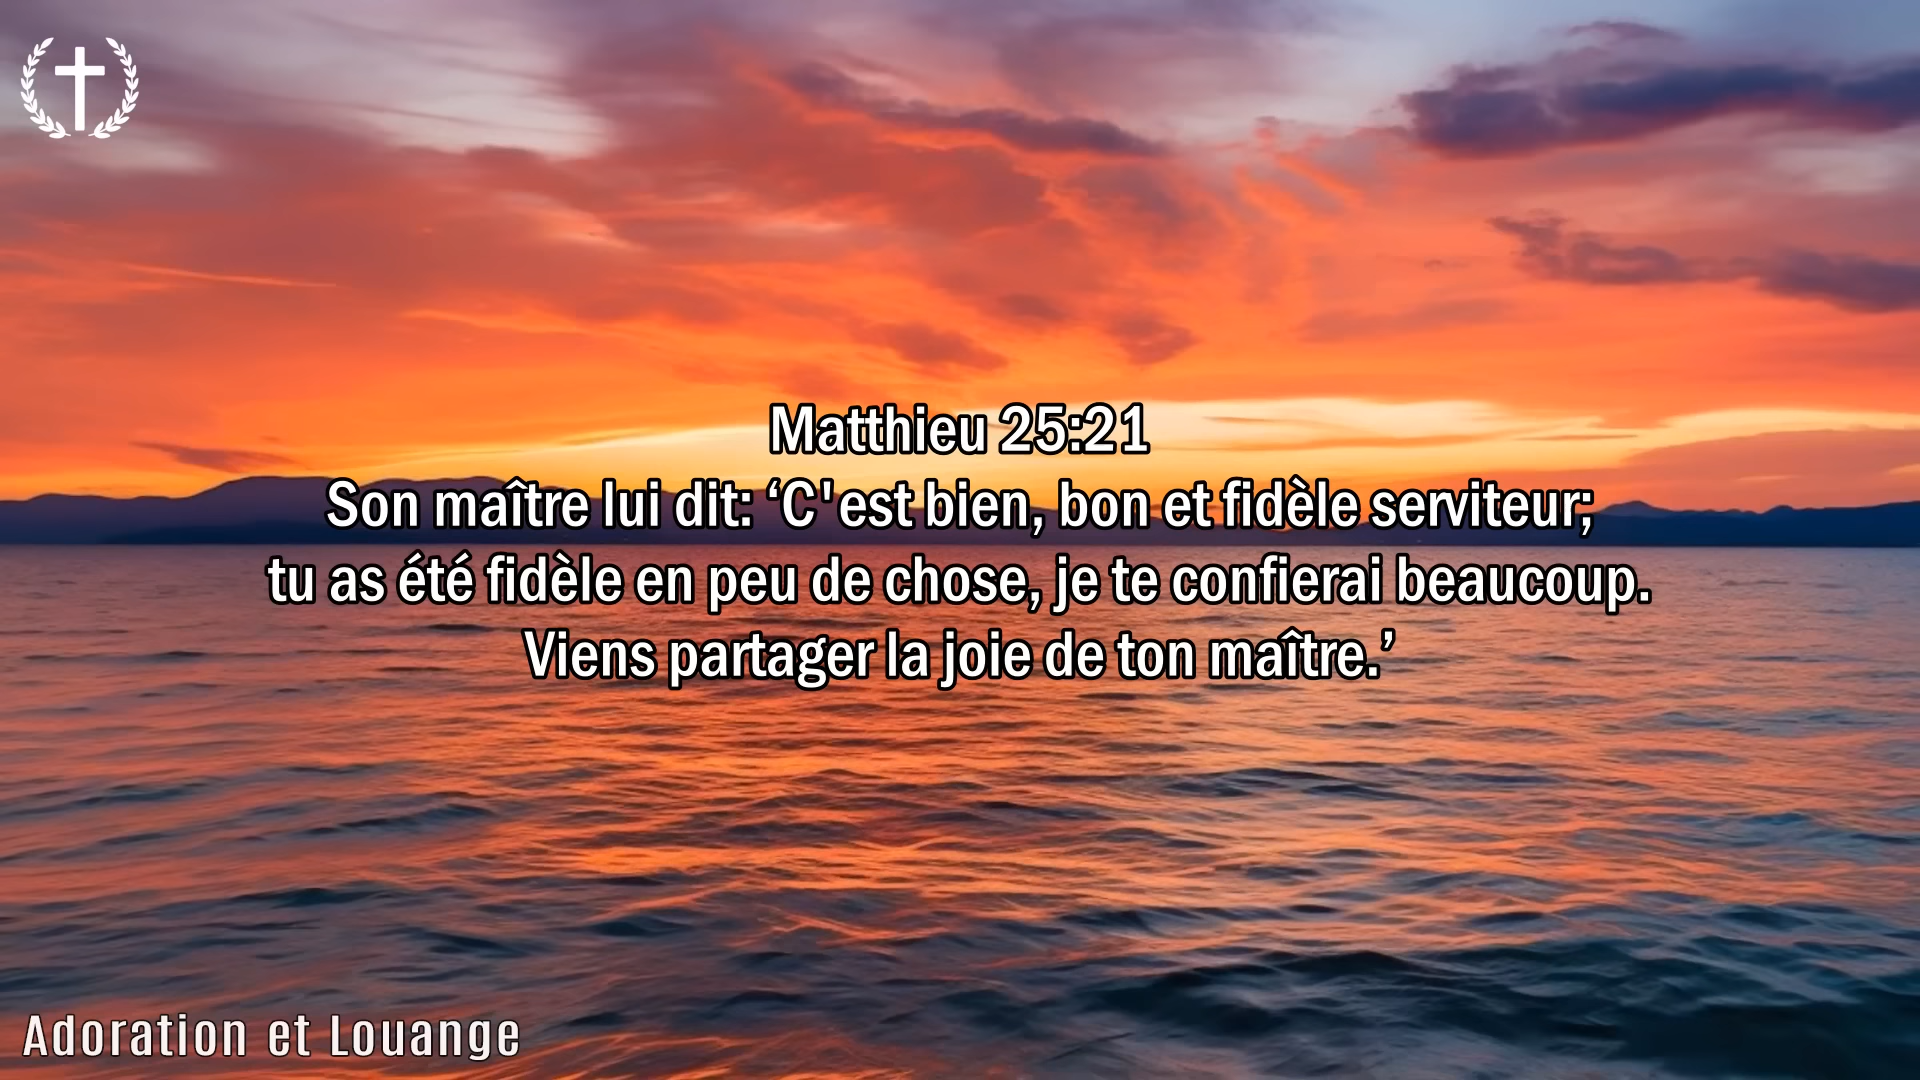 Matthieu 25:21
Son maître lui dit: ‘C'est bien, bon et fidèle serviteur;
tu as été fidèle en peu de chose, je te confierai beaucoup.
Viens partager la joie de ton maître.’
Adoration et Louange